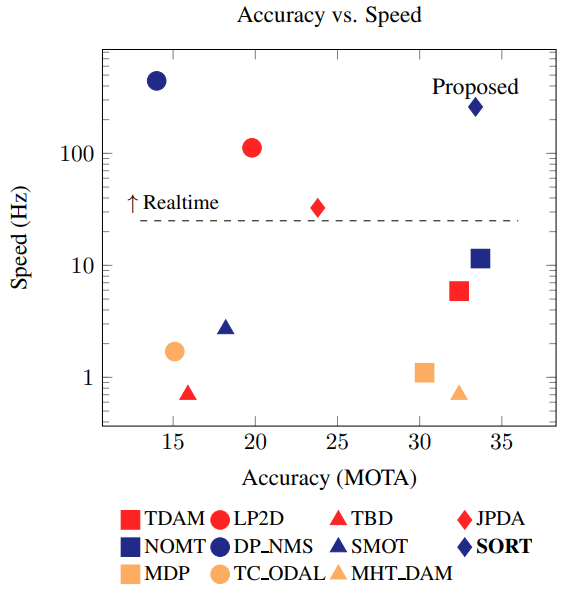 Accuracy vs. Speed
Proposed
100
↑ Realtime
10
1
Speed (Hz)
15 20 25 30 35
Accuracy (MOTA)
TDAM LP2D TBD JPDA
NOMT DP_NMS SMOT SORT
MDP TC_ODAL MHT_DAM